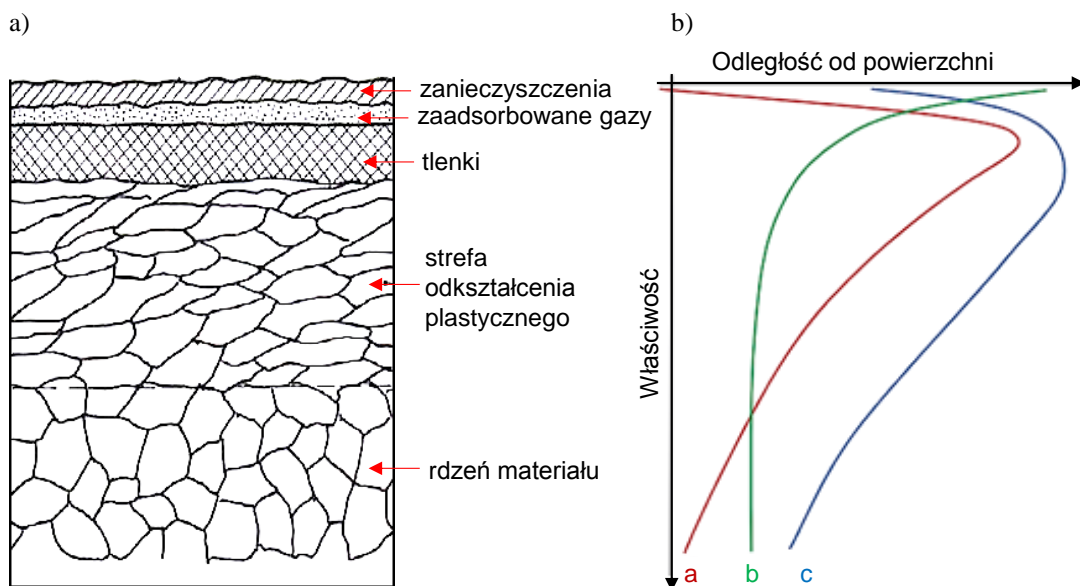 a)
zanieczyszczenia
zaadsorbowane gazy
tlenki
strefa
odkształcenia
plastycznego
rdzeń materiału
b)
Odległość od powierzchni
Właściwość
a b c